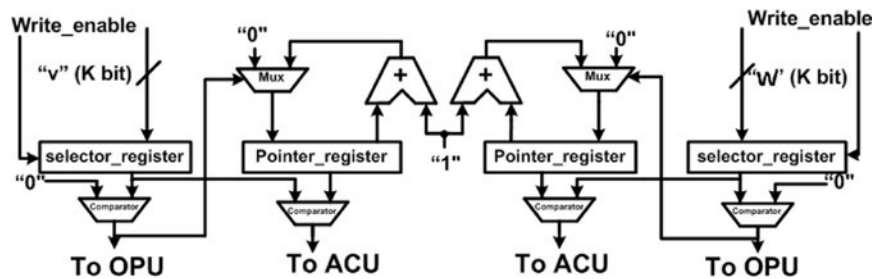 Write_enable "0" "0" Write_enable
"v" (K bit) Mux + + Mux "W' (K bit)
selector_register Pointer_register "1" Pointer_register selector_register
"0" "0"
Comparator Comparator Comparator Comparator
To OPU To ACU To ACU To OPU